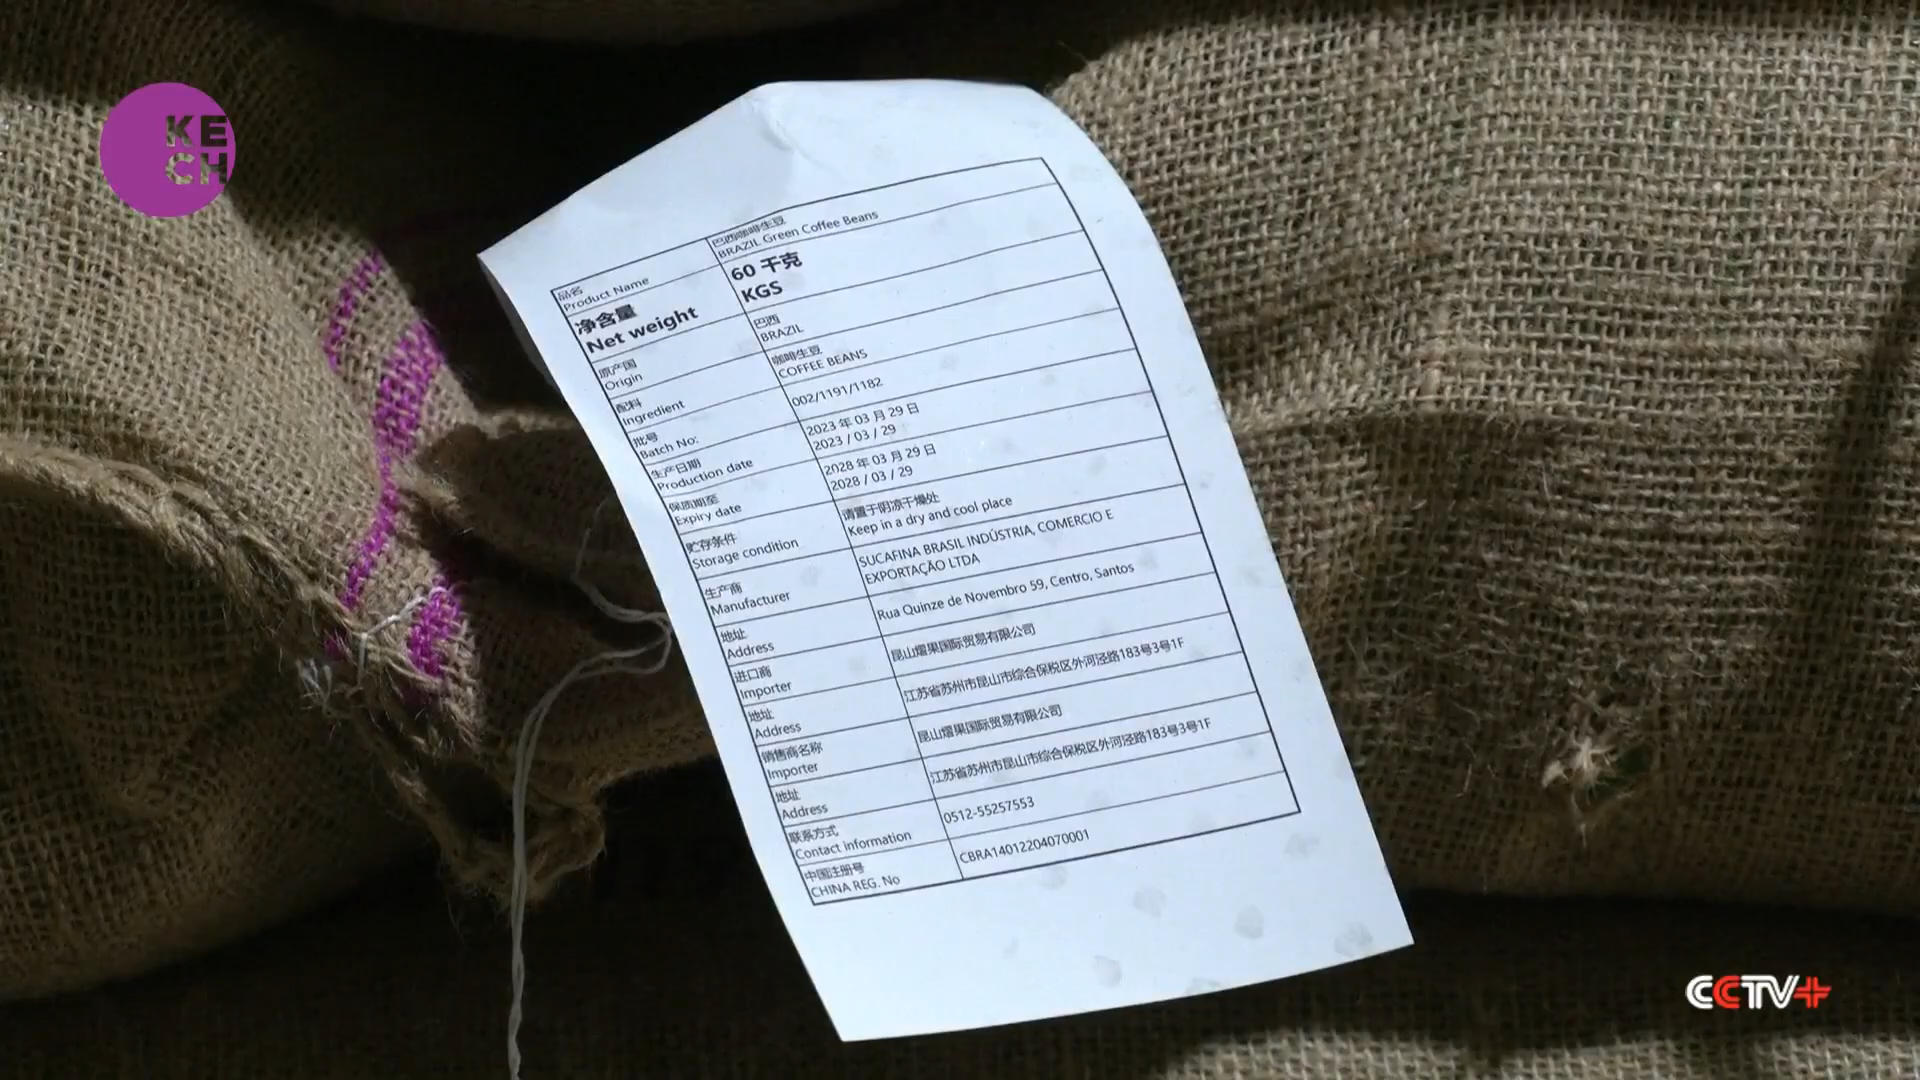 KE
CH
品名
Product Name
巴西咖啡生豆
BRAZIL Green Coffee Beans
净含量
Net weight
60 千克
KGS
原产国
Origin
巴西
BRAZIL
配料
Ingredient
咖啡生豆
COFFEE BEANS
批号
Batch No:
002/1191/1182
生产日期
Production date
2023 年 03 月 29 日
2023 / 03 / 29
保质期至
Expiry date
2028 年 03 月 29 日
2028 / 03 / 29
贮存条件
Storage condition
请置于阴凉干燥处
Keep in a dry and cool place
生产商
Manufacturer
SUCAFINA BRASIL INDÚSTRIA, COMERCIO E
EXPORTAÇÃO LTDA
地址
Address
Rua Quinze de Novembro 59, Centro, Santos
进口商
Importer
昆山熠果国际贸易有限公司
地址
Address
江苏省苏州市昆山市综合保税区外河泾路183号3号1F
销售商名称
Importer
昆山熠果国际贸易有限公司
地址
Address
江苏省苏州市昆山市综合保税区外河泾路183号3号1F
联系方式
Contact information
0512-55257553
中国注册号
CHINA REG. No
CBRA14012204070001
CCTV+